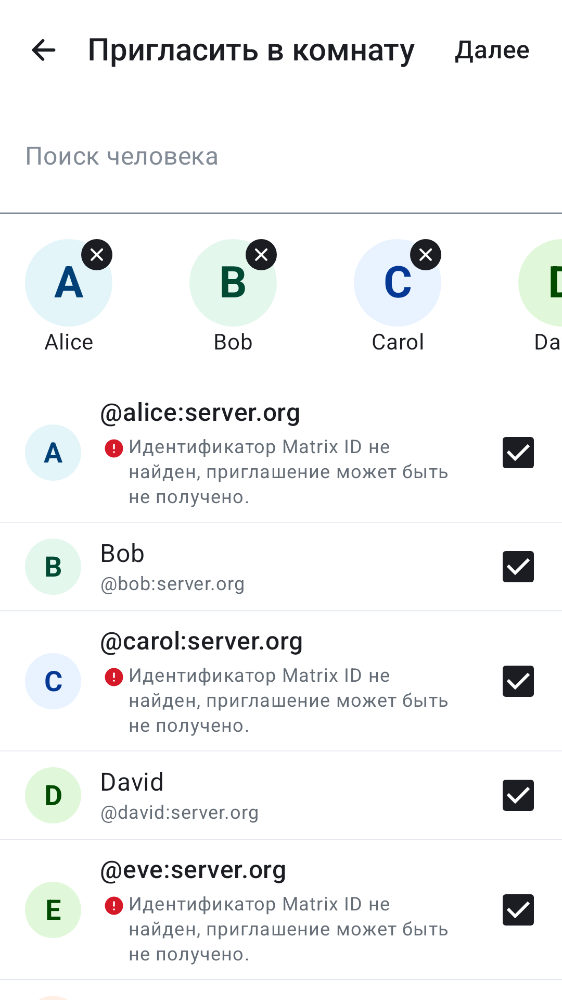 Пригласить в комнату Далее
Поиск человека
A B C
Alice Bob Carol Da
@alice:server.org
A Идентификатор Matrix ID не
найден, приглашение может быть
не получено.
Bob
B @bob:server.org
@carol:server.org
C Идентификатор Matrix ID не
найден, приглашение может быть
не получено.
David
D @david:server.org
@eve:server.org
E Идентификатор Matrix ID не
найден, приглашение может быть
не получено.